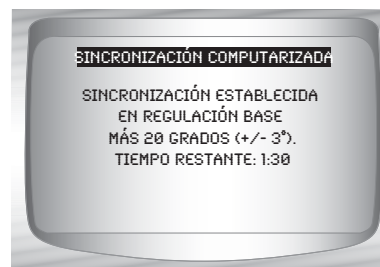 SINCRONIZACIÓN COMPUTARIZADA
SINCRONIZACIÓN ESTABLECIDA
EN REGULACIÓN BASE
MÁS 20 GRADOS (+/- 3°).
TIEMPO RESTANTE: 1:30